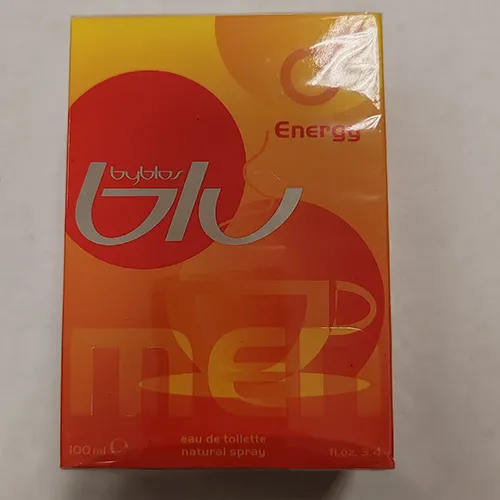 Energy
byblos
blu
men
eau de toilette
100 ml ℮ natural spray fl.oz. 3.4